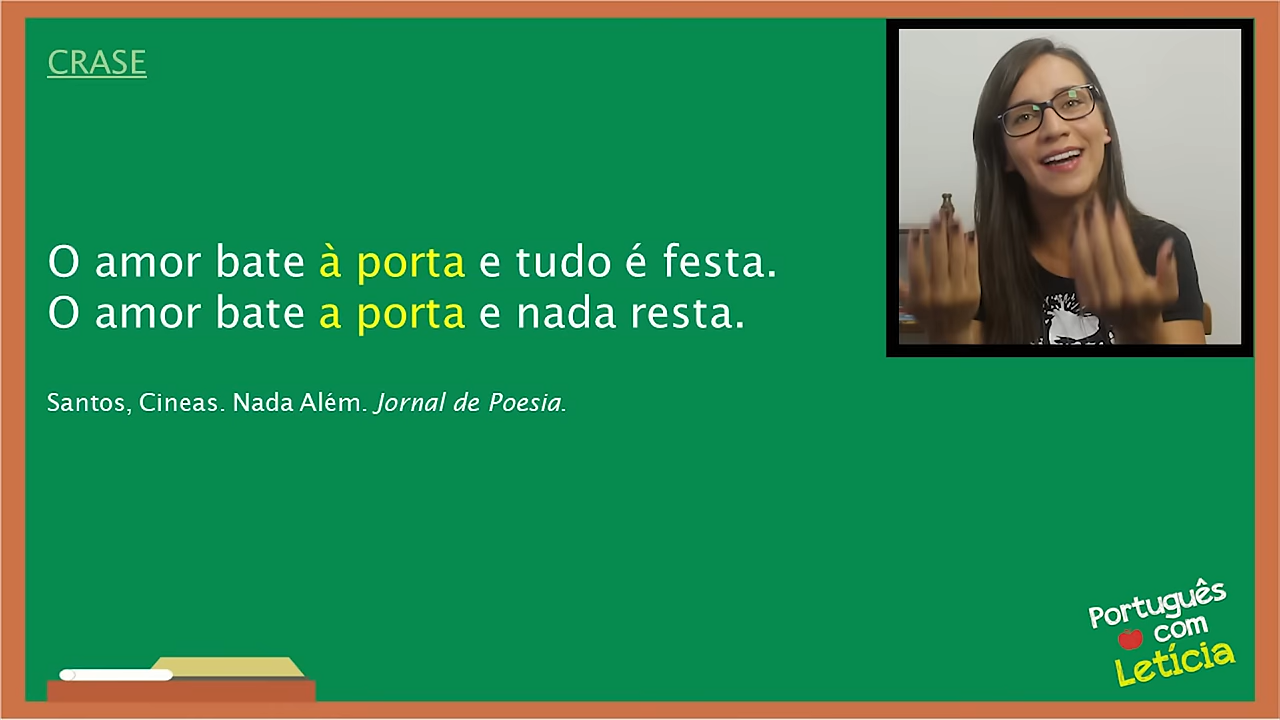 CRASE
O amor bate à porta e tudo é festa.
O amor bate a porta e nada resta.
Santos, Cineas. Nada Além. Jornal de Poesia.
Português
com
Letícia